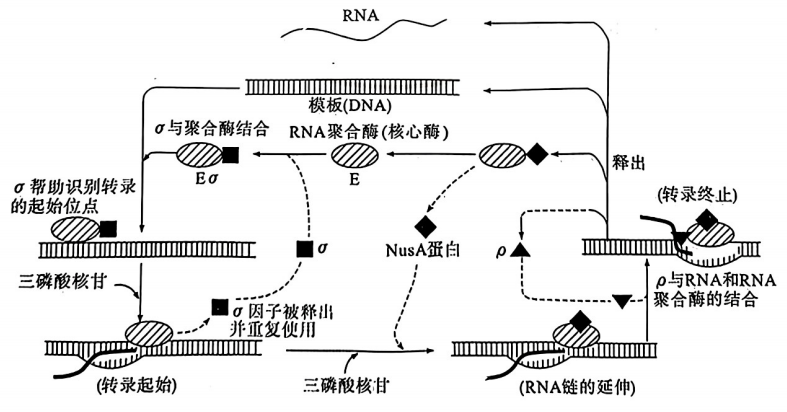 RNA
模板(DNA)
σ与聚合酶结合
RNA聚合酶(核心酶)
Eσ
E
释出
σ帮助识别转录
的起始位点
(转录终止)
σ
NusA蛋白
ρ
三磷酸核苷
ρ与RNA和RNA
聚合酶的结合
σ因子被释出
并重复使用
(转录起始)
三磷酸核苷
(RNA链的延伸)